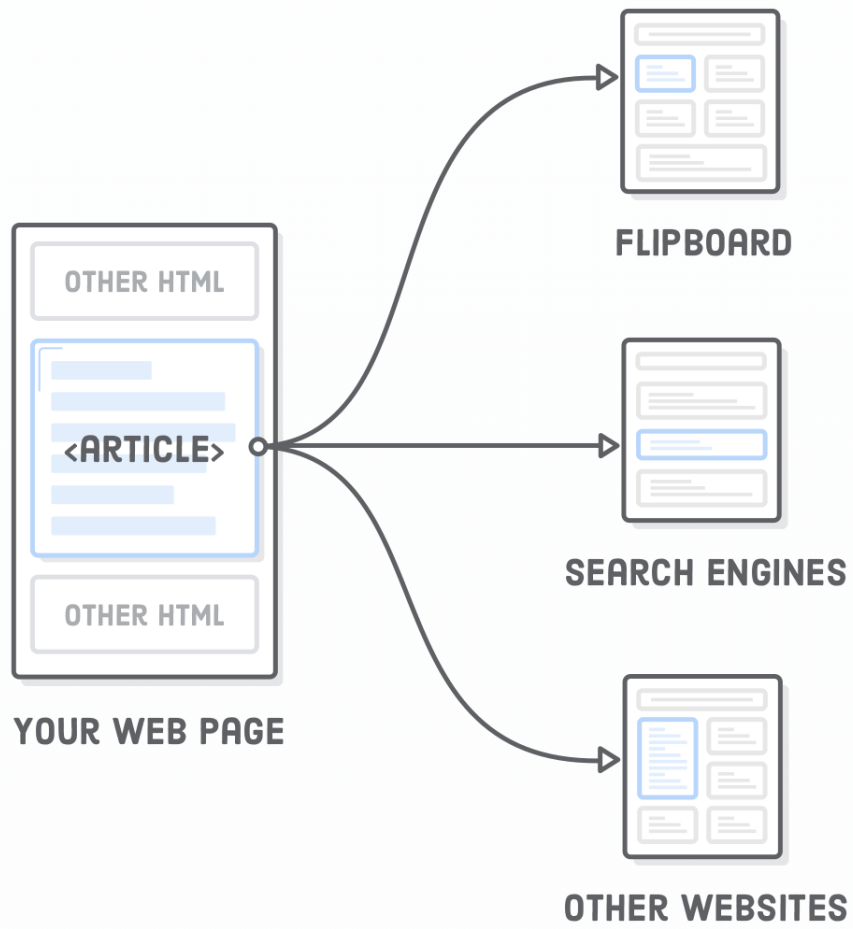 OTHER HTML
<ARTICLE>
OTHER HTML
YOUR WEB PAGE
FLIPBOARD
SEARCH ENGINES
OTHER WEBSITES